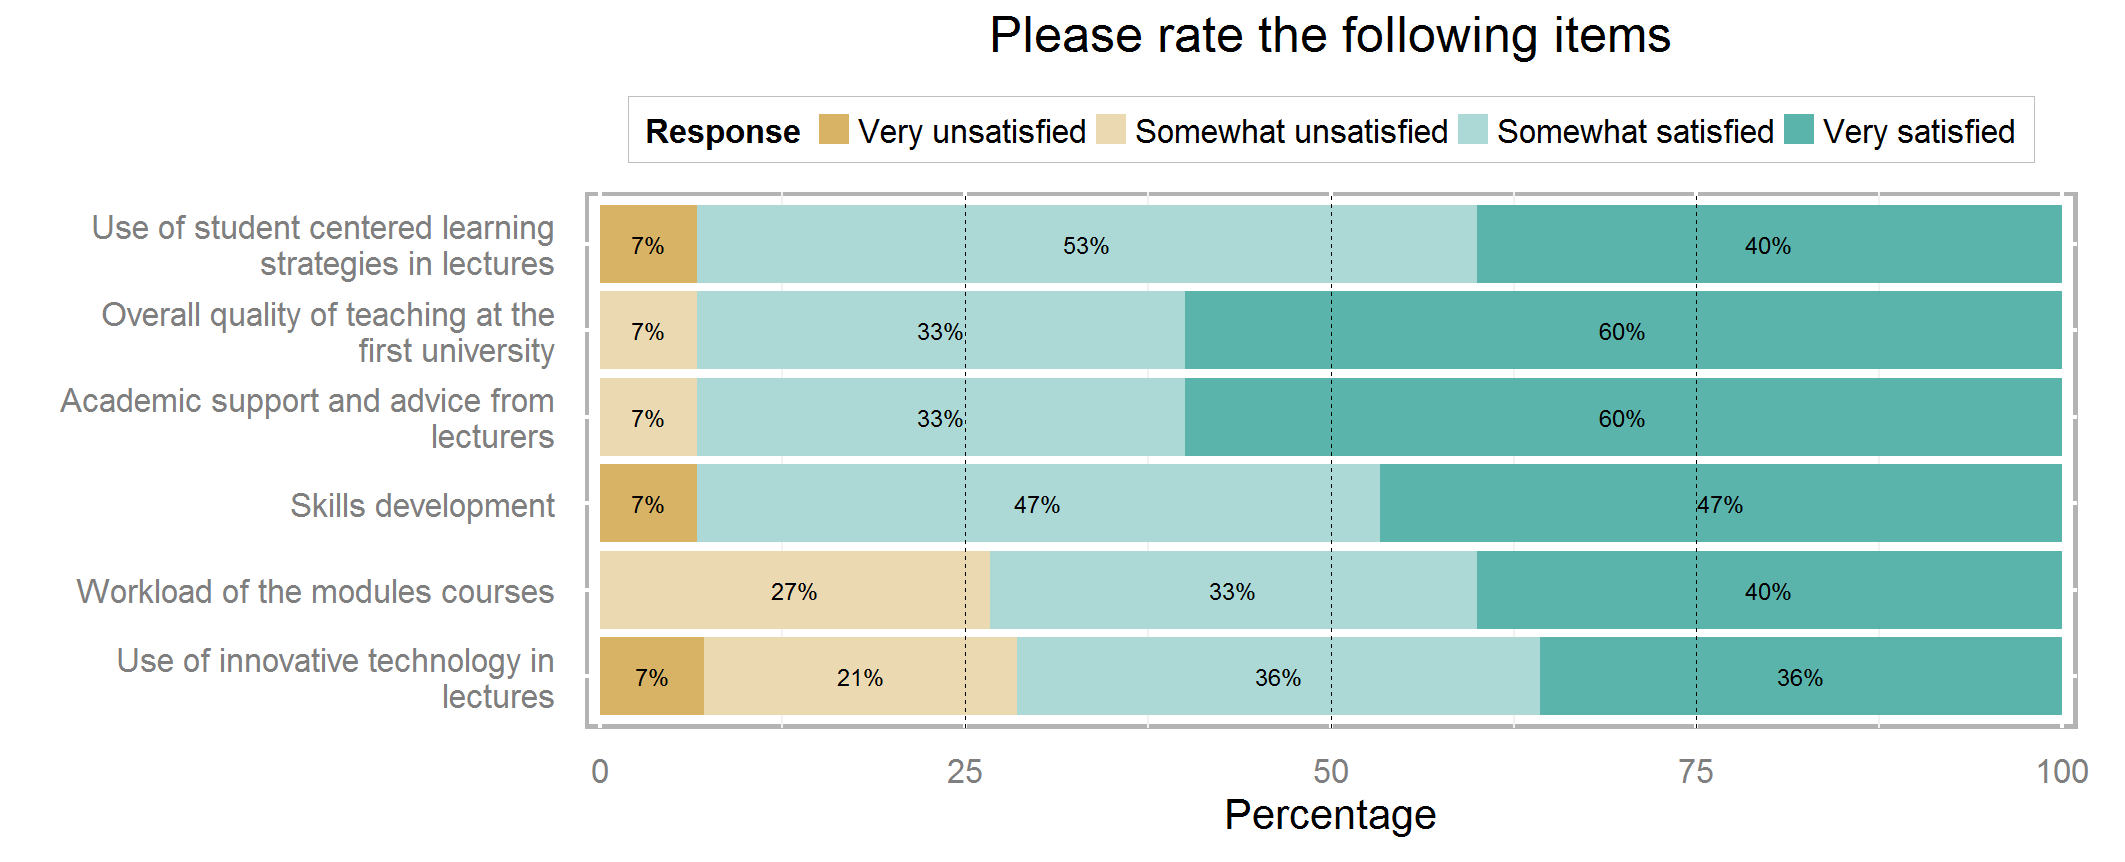 Please rate the following items
Response Very unsatisfied Somewhat unsatisfied Somewhat satisfied Very satisfied
Use of student centered learning
strategies in lectures
7% 53% 40%
Overall quality of teaching at the
first university
7% 33% 60%
Academic support and advice from
lecturers
7% 33% 60%
Skills development
7% 47% 47%
Workload of the modules courses
27% 33% 40%
Use of innovative technology in
lectures
7% 21% 36% 36%
0 25 50 75 100
Percentage